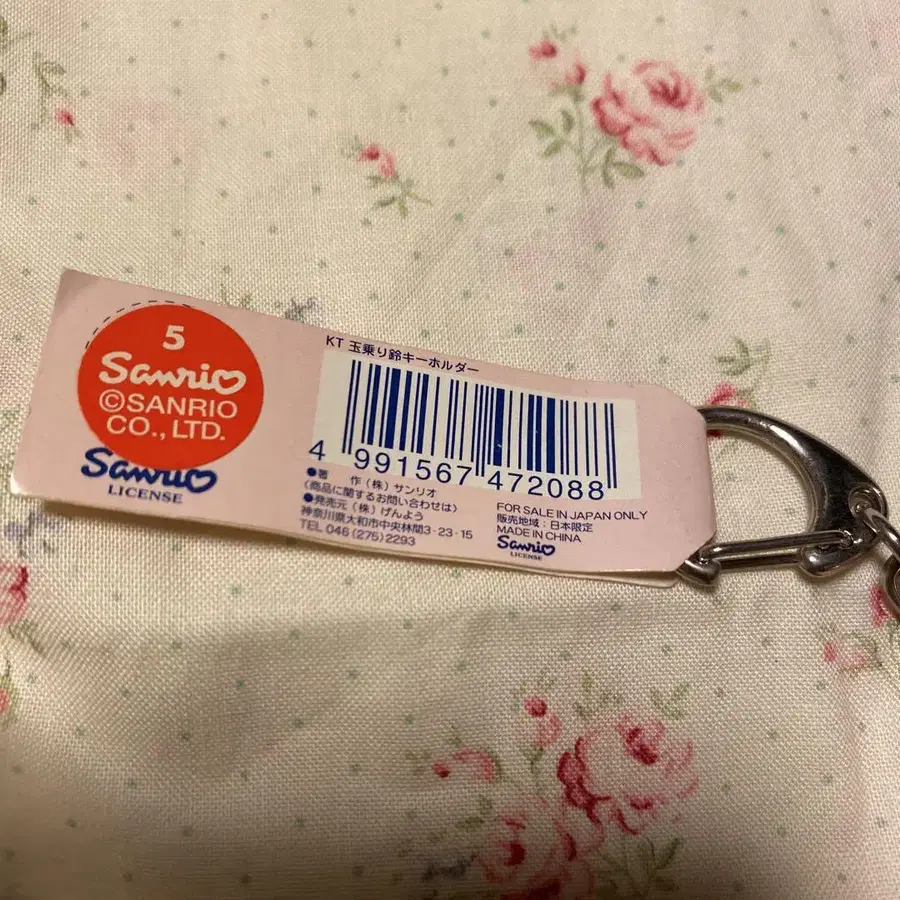 5
Sanrio
©SANRIO
CO., LTD.
Sanrio
LICENSE
KT 玉乗り鈴キーホルダー
4 991567 472088
●著 作(株)サンリオ
〈商品に関するお問い合わせは〉
●発売元(株)げんよう
神奈川県大和市中央林間3-23-15
TEL 046(275)2293
FOR SALE IN JAPAN ONLY
販売地域:日本限定
MADE IN CHINA
Sanrio
LICENSE